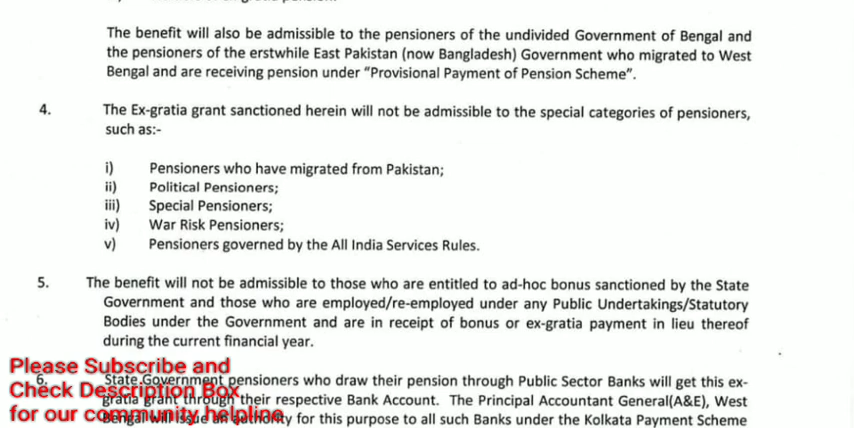 The benefit will also be admissible to the pensioners of the undivided Government of Bengal and
the pensioners of the erstwhile East Pakistan (now Bangladesh) Government who migrated to West
Bengal and are receiving pension under “Provisional Payment of Pension Scheme”.
4. The Ex-gratia grant sanctioned herein will not be admissible to the special categories of pensioners,
such as:-
i) Pensioners who have migrated from Pakistan;
ii) Political Pensioners;
iii) Special Pensioners;
iv) War Risk Pensioners;
v) Pensioners governed by the All India Services Rules.
5. The benefit will not be admissible to those who are entitled to ad-hoc bonus sanctioned by the State
Government and those who are employed/re-employed under any Public Undertakings/Statutory
Bodies under the Government and are in receipt of bonus or ex-gratia payment in lieu thereof
during the current financial year.
Please Subscribe and
Check Description Box
for our community helpline
6. State Government pensioners who draw their pension through Public Sector Banks will get this ex-
gratia grant through their respective Bank Account. The Principal Accountant General(A&E), West
Bengal will issue an authority for this purpose to all such Banks under the Kolkata Payment Scheme